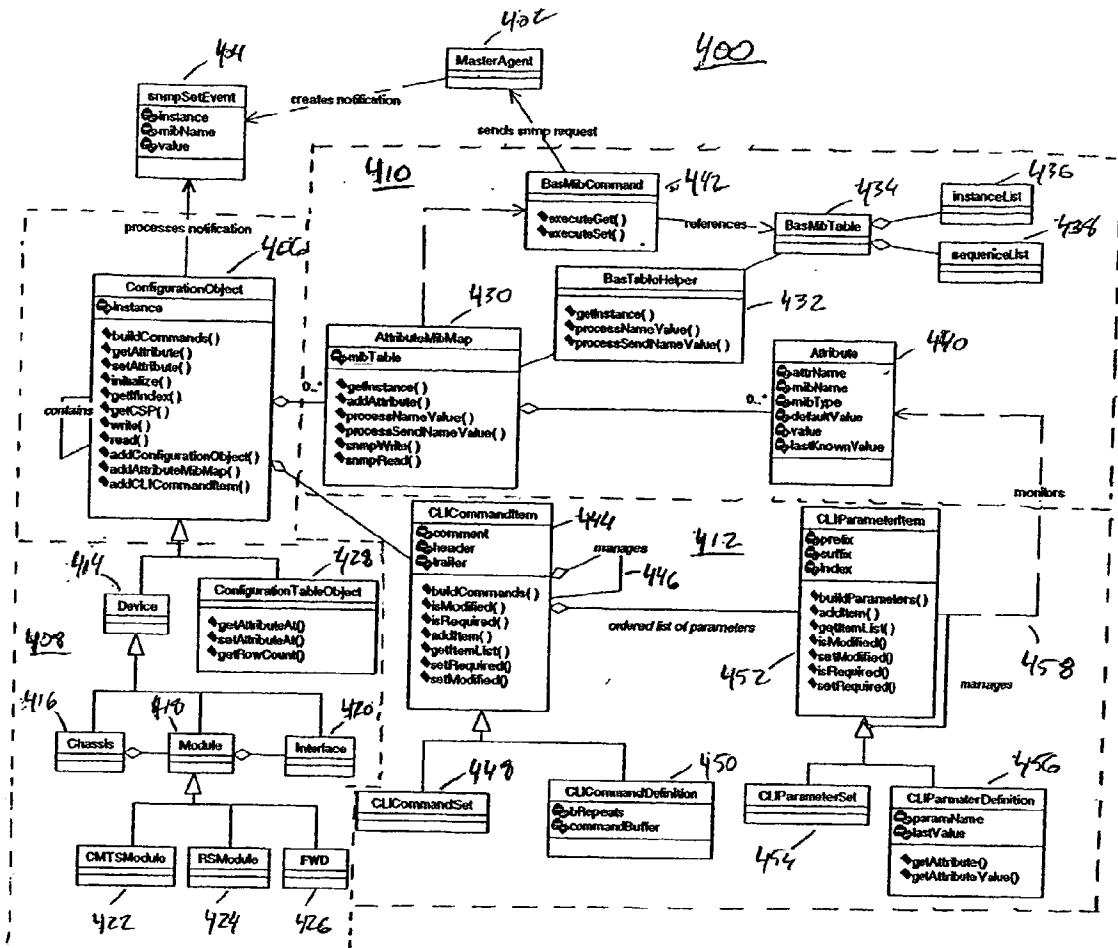 402
400
404
MasterAgent
snmpSetEvent
instance
mibName
value
creates notification
sends snmp request
410
442
434
436
BasMibCommand
executeGet( )
executeSet( )
references
BasMibTable
instanceList
438
sequenceList
processes notification
406
ConfigurationObject
instance
buildCommands( )
getAttribute( )
setAttribute( )
initialize( )
getIfIndex( )
getCSP( )
write( )
read( )
addConfigurationObject( )
addAttributeMibMap( )
addCLICommandItem( )
contains
430
AttributeMibMap
mibTable
getInstance( )
addAttribute( )
processNameValue( )
processSendNameValue( )
snmpWrite( )
snmpRead( )
0..*
BasTableHelper
getInstance( )
processNameValue( )
processSendNameValue( )
432
440
Attribute
attrName
mibName
mibType
defaultValue
value
lastKnownValue
0..*
monitors
414
Device
428
ConfigurationTableObject
getAttributeAt()
setAttributeAt()
getRowCount()
CLICommandItem
comment
header
trailer
buildCommands( )
isModified( )
isRequired( )
addItem( )
getItemList( )
setRequired()
setModified()
444
manages
446
412
ordered list of parameters
CLIParameterItem
prefix
suffix
index
buildParameters( )
addItem( )
getItemList( )
isModified()
setModified()
isRequired()
setRequired()
452
manages
458
408
416
418
420
Chassis
Module
Interface
CMTSModule
RSModule
FWD
422
424
426
448
CLICommandSet
450
CLICommandDefinition
bRepeats
commandBuffer
CLIParameterSet
454
456
CLIParmaterDefinition
paramName
lastValue
getAttribute()
getAttributeValue()